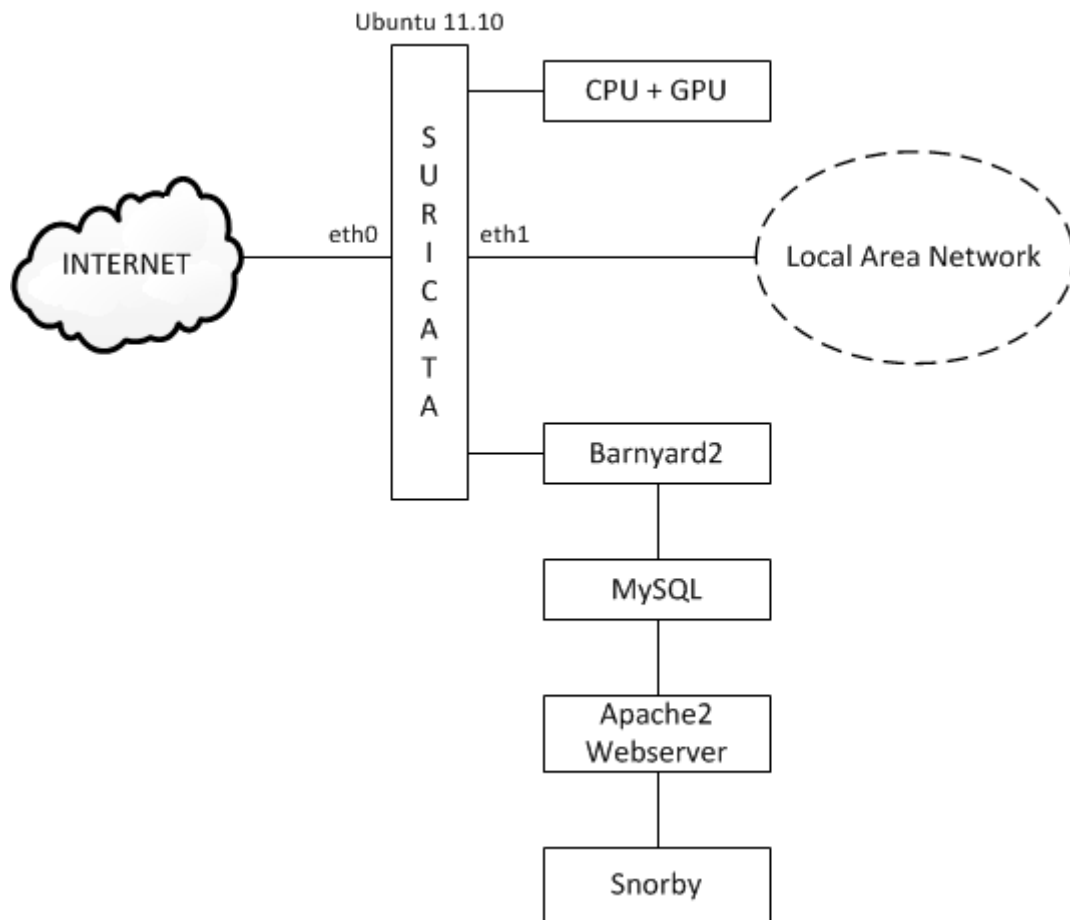 Ubuntu 11.10
CPU + GPU
S
U
R
I
C
A
T
A
INTERNET
eth0
eth1
Local Area Network
Barnyard2
MySQL
Apache2
Webserver
Snorby